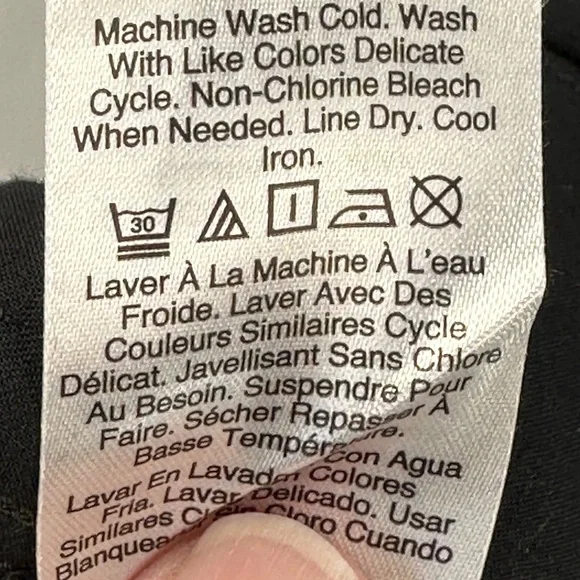 Machine Wash Cold. Wash
With Like Colors Delicate
Cycle. Non-Chlorine Bleach
When Needed. Line Dry. Cool
Iron.
30
Laver À La Machine À L'eau
Froide. Laver Avec Des
Couleurs Similaires Cycle
Délicat. Javellisant Sans Chlore
Au Besoin. Suspendre Pour
Faire. Sécher Repasser À
Basse
Con Agua
Lavar En Colores
Fria. Lavar Delicado. Usar
Similares Cloro Cuando